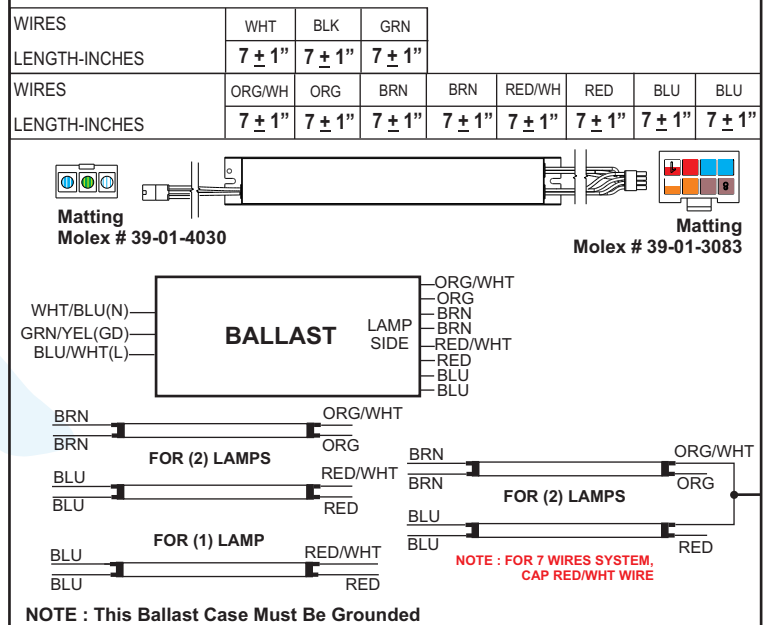 WIRES WHT BLK GRN
LENGTH-INCHES 7 ± 1” 7 ± 1” 7 ± 1”
WIRES ORG/WH ORG BRN BRN RED/WH RED BLU BLU
LENGTH-INCHES 7 ± 1” 7 ± 1” 7 ± 1” 7 ± 1” 7 ± 1” 7 ± 1” 7 ± 1” 7 ± 1”
1
8
Matting
Molex # 39-01-4030
Matting
Molex # 39-01-3083
WHT/BLU(N)
GRN/YEL(GD)
BLU/WHT(L)
BALLAST
LAMP
SIDE
ORG/WHT
ORG
BRN
BRN
RED/WHT
RED
BLU
BLU
BRN ORG/WHT
BRN ORG
FOR (2) LAMPS
BLU RED/WHT
BLU RED
FOR (1) LAMP
BLU RED/WHT
BLU RED
BRN ORG/WHT
BRN ORG
FOR (2) LAMPS
BLU
BLU RED
NOTE : FOR 7 WIRES SYSTEM,
CAP RED/WHT WIRE
NOTE : This Ballast Case Must Be Grounded